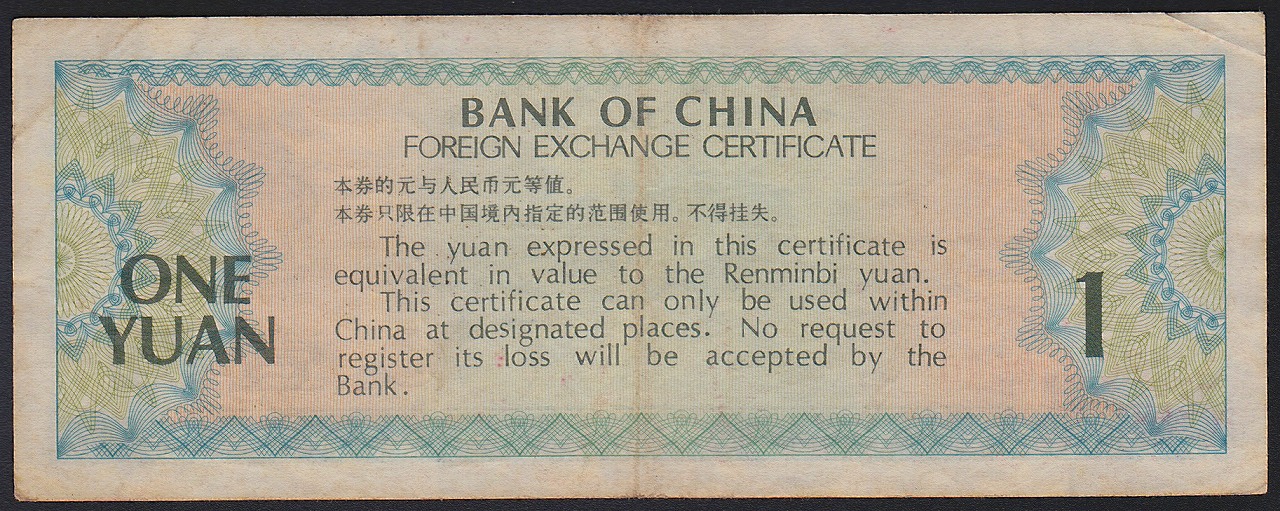 BANK OF CHINA
FOREIGN EXCHANGE CERTIFICATE
本券的元与人民币元等值。
本券只限在中国境内指定的范围使用。不得挂失。
The yuan expressed in this certificate is
equivalent in value to the Renminbi yuan.
This certificate can only be used within
China at designated places. No request to
register its loss will be accepted by the
Bank.
ONE
YUAN
1